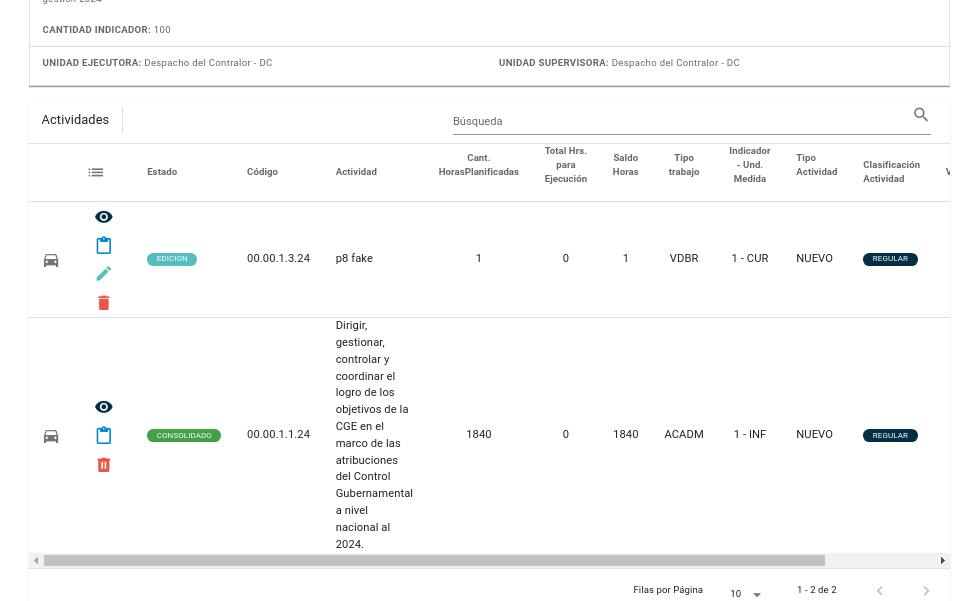 gestión 2024
CANTIDAD INDICADOR: 100
UNIDAD EJECUTORA: Despacho del Contralor - DC
UNIDAD SUPERVISORA: Despacho del Contralor - DC
Actividades
Búsqueda
Estado
Código
Actividad
Cant.
HorasPlanificadas
Total Hrs.
para
Ejecución
Saldo
Horas
Tipo
trabajo
Indicador
- Und.
Medida
Tipo
Actividad
Clasificación
Actividad
EDICION
00.00.1.3.24
p8 fake
1
0
1
VDBR
1 - CUR
NUEVO
REGULAR
CONSOLIDADO
00.00.1.1.24
Dirigir,
gestionar,
controlar y
coordinar el
logro de los
objetivos de la
CGE en el
marco de las
atribuciones
del Control
Gubernamental
a nivel
nacional al
2024.
1840
0
1840
ACADM
1 - INF
NUEVO
REGULAR
Filas por Página
10
1 - 2 de 2